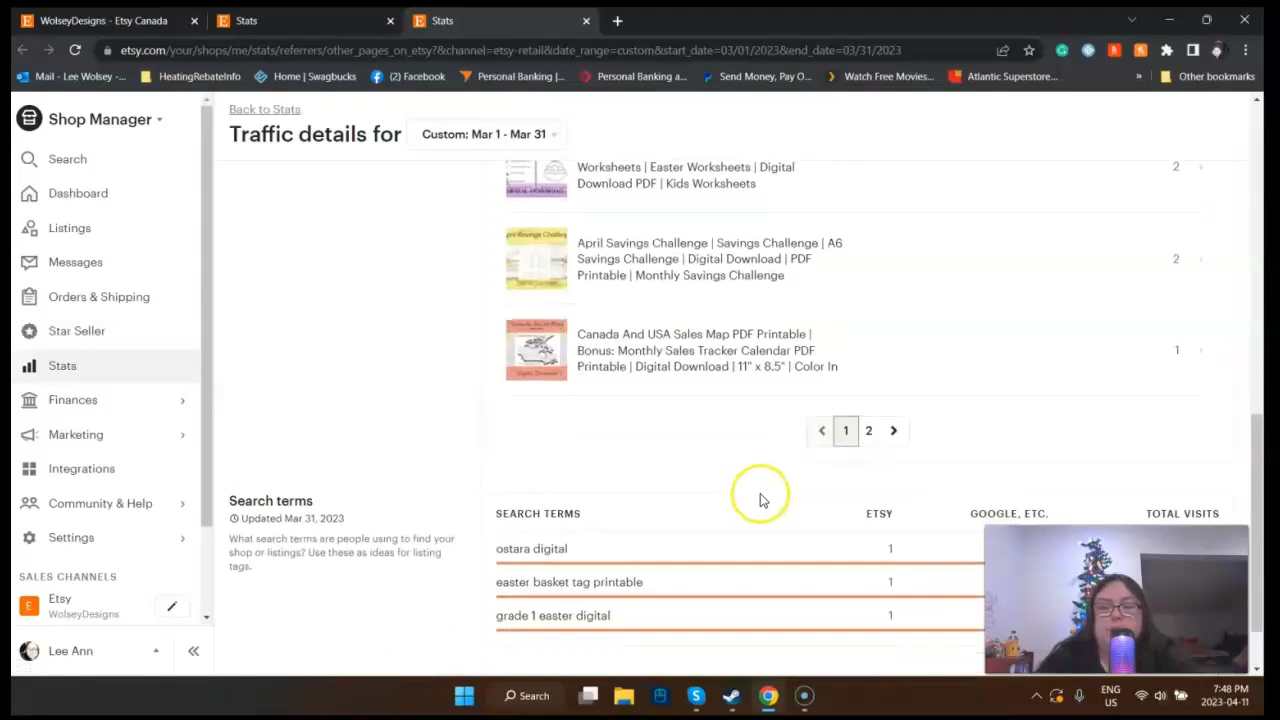 WolseyDesigns - Etsy Canada
Stats
Stats
etsy.com/your/shops/me/stats/referrers/other_pages_on_etsy?&channel=etsy-retail&date_range=custom&start_date=03/01/2023&end_date=03/31/2023
Mail - Lee Wolsey -...
HeatingRebateInfo
Home | Swagbucks
Facebook
Personal Banking |...
Personal Banking a...
Send Money, Pay O...
Watch Free Movies...
Atlantic Superstore...
»
Other bookmarks
Shop Manager
Search
Dashboard
Listings
Messages
Orders & Shipping
Star Seller
Stats
Finances
Marketing
Integrations
Community & Help
Settings
SALES CHANNELS
E
Etsy
WolseyDesigns
Lee Ann
Back to Stats
Traffic details for
Custom: Mar 1 - Mar 31
Worksheets | Easter Worksheets | Digital
Download PDF | Kids Worksheets
2
April Savings Challenge | Savings Challenge | A6
Savings Challenge | Digital Download | PDF
Printable | Monthly Savings Challenge
2
Canada And USA Sales Map PDF Printable |
Bonus: Monthly Sales Tracker Calendar PDF
Printable | Digital Download | 11" x 8.5" | Color In
1
1 2
Search terms
Updated Mar 31, 2023
What search terms are people using to find your
shop or listings? Use these as ideas for listing
tags.
SEARCH TERMS ETSY GOOGLE, ETC. TOTAL VISITS
ostara digital 1
easter basket tag printable 1
grade 1 easter digital 1
Search
ENG
US
7:48 PM
2023-04-11